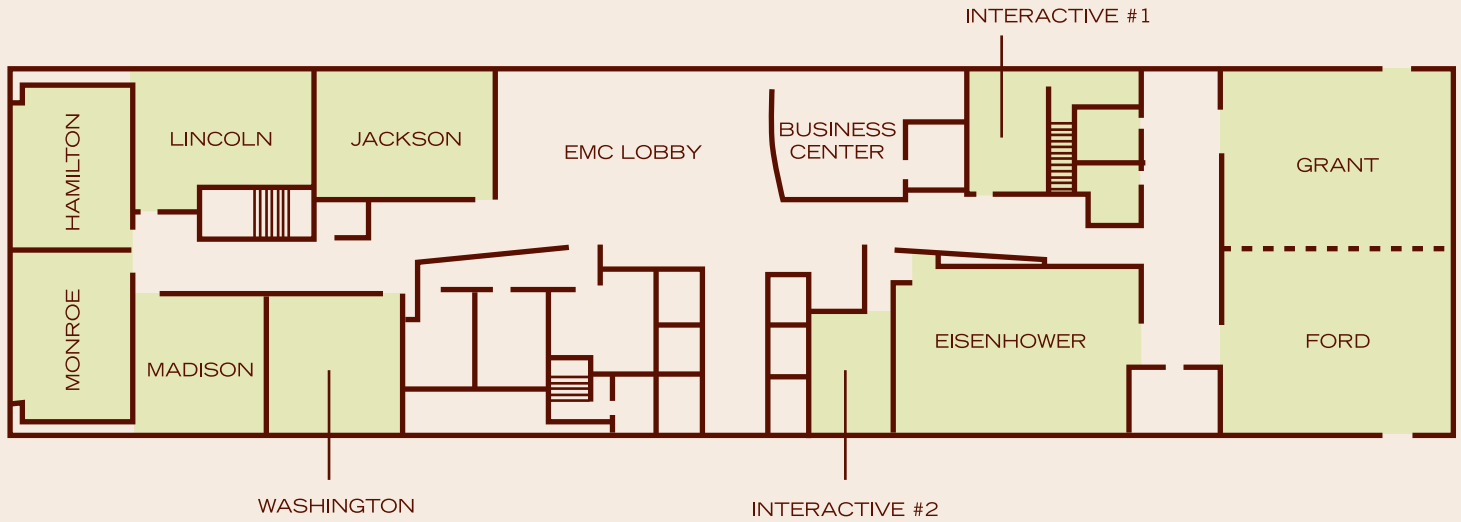 INTERACTIVE #1
HAMILTON
LINCOLN
JACKSON
EMC LOBBY
BUSINESS
CENTER
GRANT
MONROE
MADISON
EISENHOWER
FORD
WASHINGTON
INTERACTIVE #2